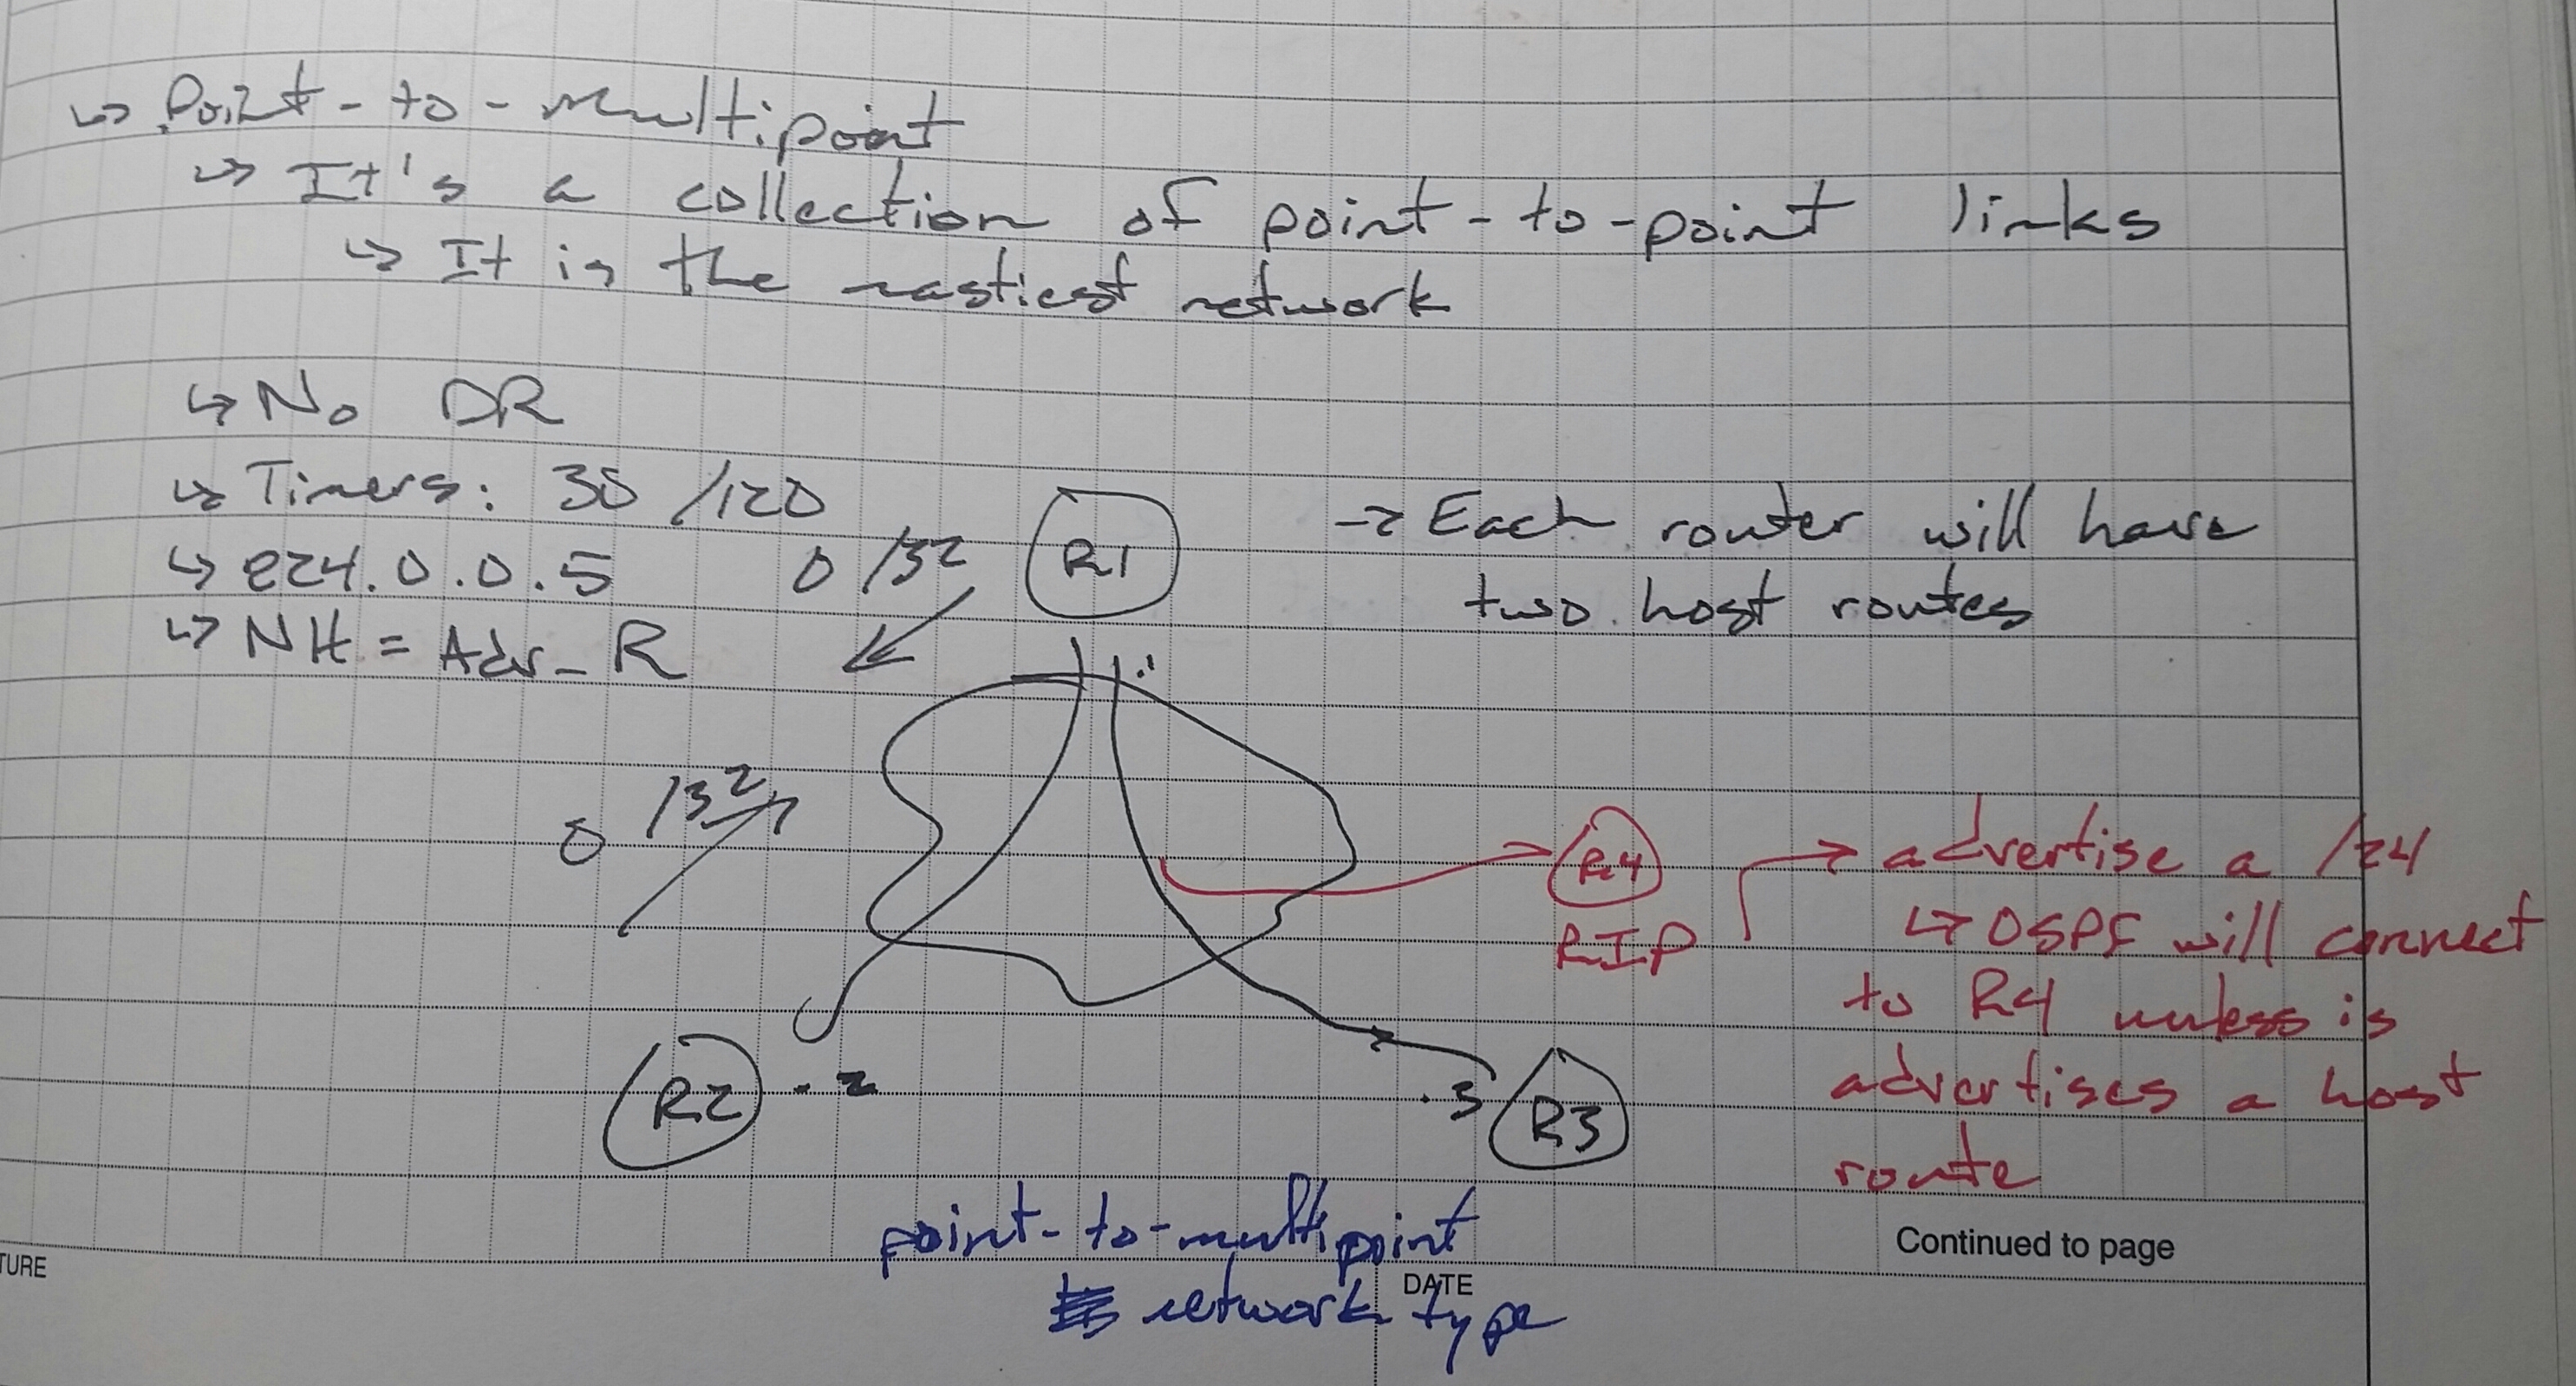 ↳ Point-to-multipoint
↳ It's a collection of point-to-point links
↳ It is the nastiest network
↳ No DR
↳ Timers: 30 /120
↳ 224.0.0.5
↳ NH = Adv_R
O /32
R1
.1
→ Each router will have
two host routes
O /32
R2 .2
.3 R3
R4
RIP
→ advertise a /24
↳ OSPF will connect
to R4 unless is
advertises a host
route
point-to-multipoint
network type
Continued to page
TURE
DATE